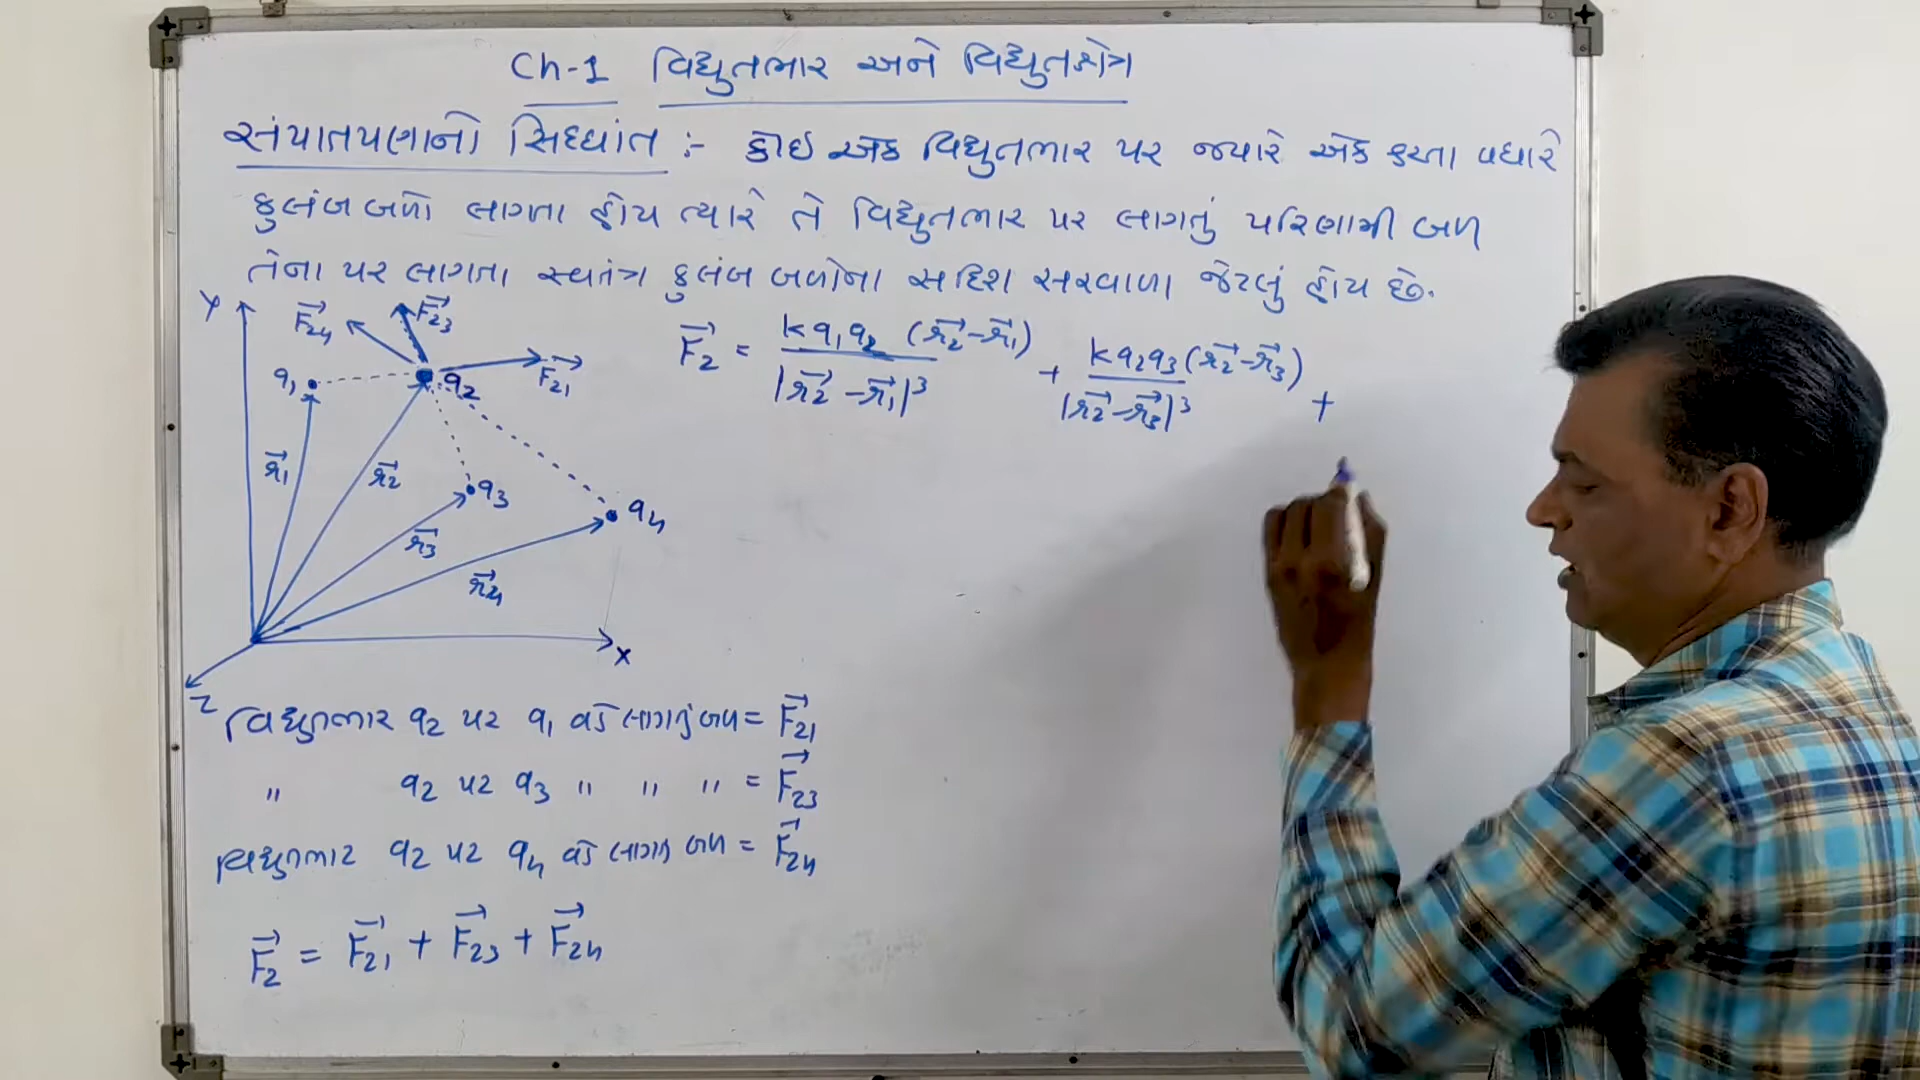 Ch-1 વિદ્યુતભાર અને વિદ્યુતક્ષેત્ર
સંપાતપણાનો સિધ્ધાંત :- કોઇ એક વિદ્યુતભાર પર જ્યારે એક કરતા વધારે
કુલંબ બળો લાગતા હોય ત્યારે તે વિદ્યુતભાર પર લાગતું પરિણામી બળ
તેના પર લાગતા સ્વતંત્ર કુલંબ બળોના સદિશ સરવાળા જેટલું હોય છે.
Y
F⃗₂₄ F⃗₂₃
q₁ q₂ F⃗₂₁
r⃗₁ r⃗₂ q₃
r⃗₃ q₄
r⃗₄
X
Z
F⃗₂ = kq₁q₂ (r⃗₂-r⃗₁) / |r⃗₂-r⃗₁|³ + kq₂q₃(r⃗₂-r⃗₃) / |r⃗₂-r⃗₃|³ +
વિદ્યુતભાર q₂ પર q₁ વડે લાગતું બળ = F⃗₂₁
" q₂ પર q₃ " " " = F⃗₂₃
વિદ્યુતભાર q₂ પર q₄ વડે લાગતું બળ = F⃗₂₄
F⃗₂ = F⃗₂₁ + F⃗₂₃ + F⃗₂₄